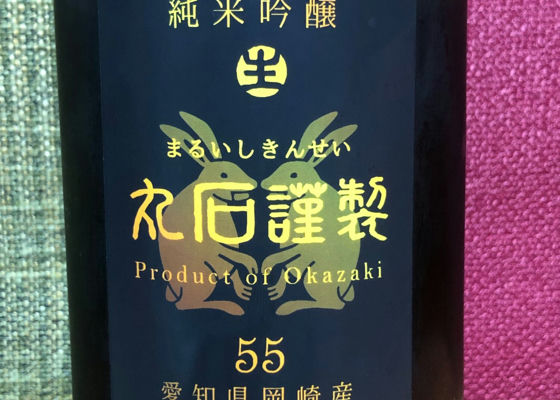 純米吟醸
生
まるいしきんせい
丸石謹製
Product of Okazaki
55
愛知県岡崎産